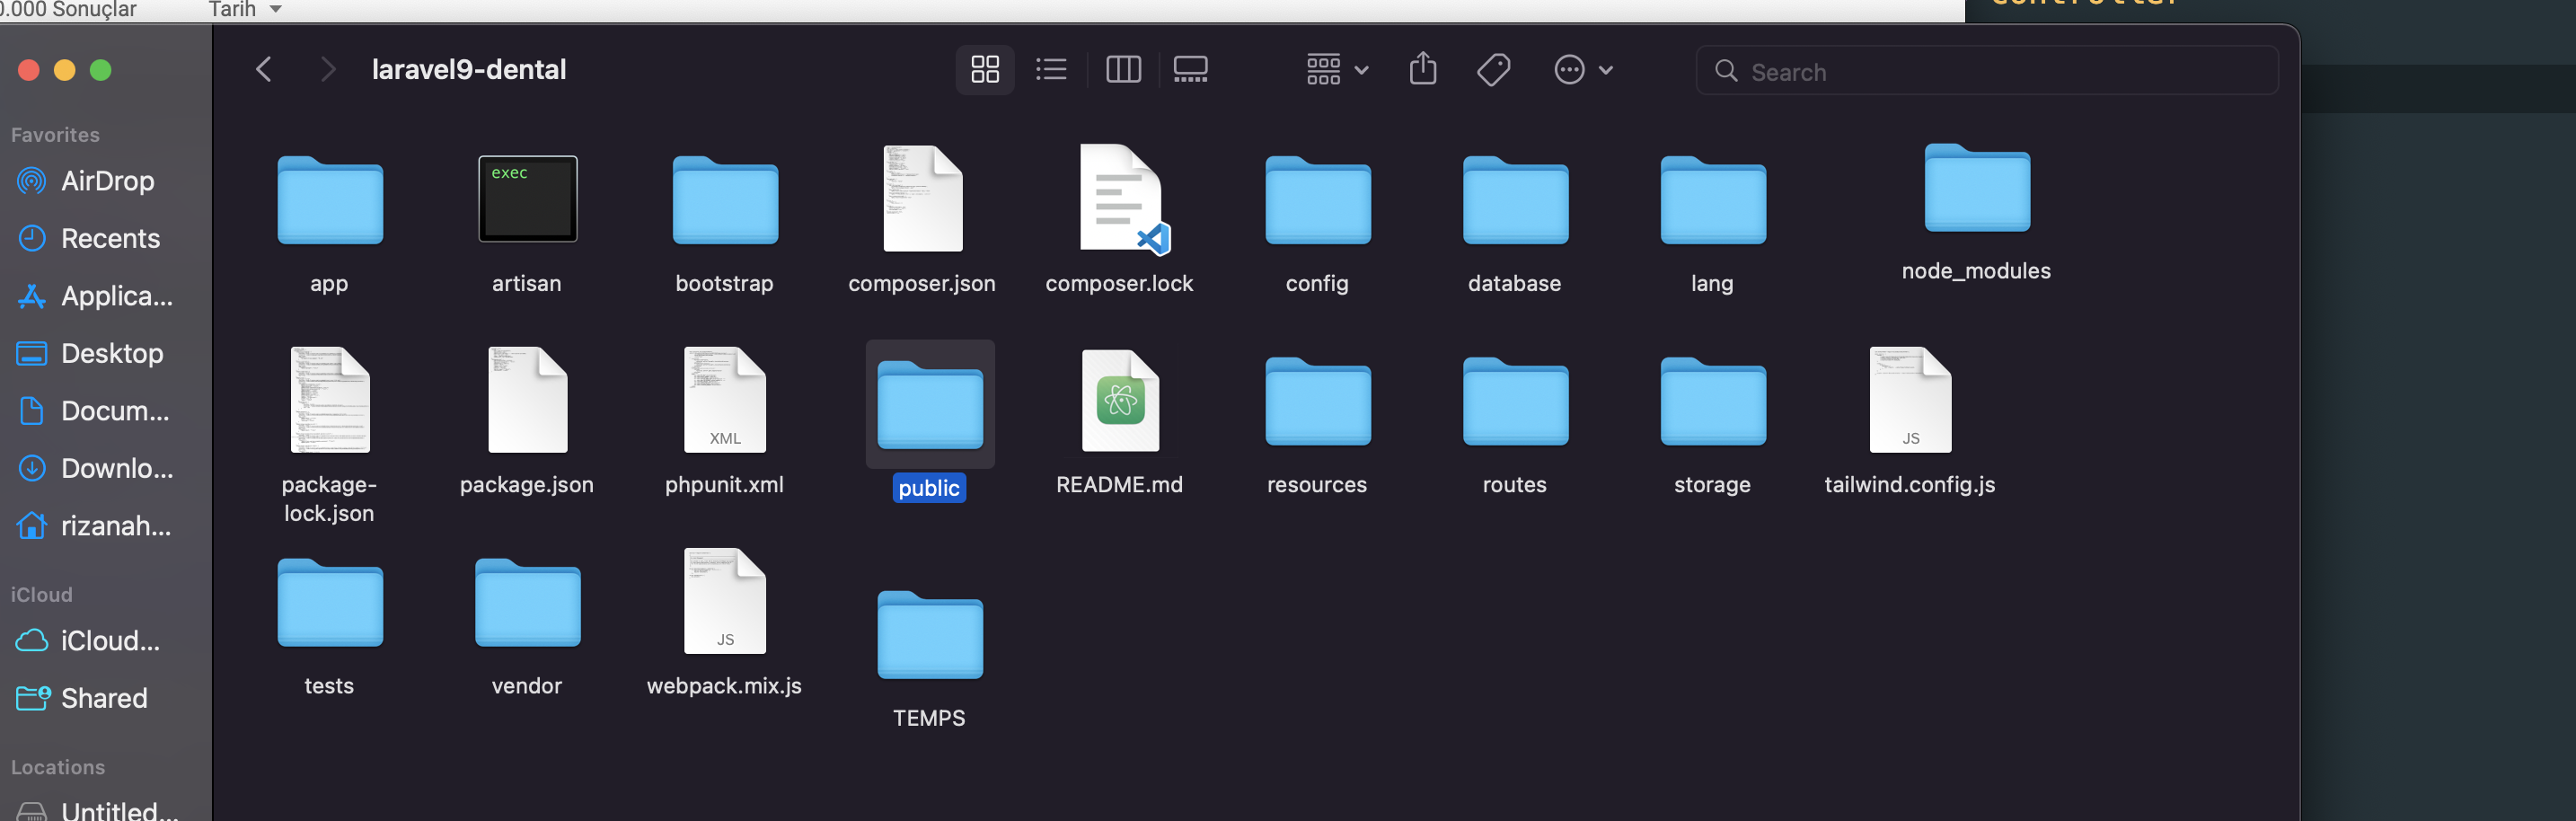 0.000 Sonuçlar
Tarih
laravel9-dental
Search
Favorites
AirDrop
Recents
Applica...
Desktop
Docum...
Downlo...
rizanah...
iCloud
iCloud...
Shared
Locations
Untitled...
exec
app
artisan
bootstrap
composer.json
composer.lock
config
database
lang
node_modules
XML
JS
package-
lock.json
package.json
phpunit.xml
public
README.md
resources
routes
storage
tailwind.config.js
JS
tests
vendor
webpack.mix.js
TEMPS